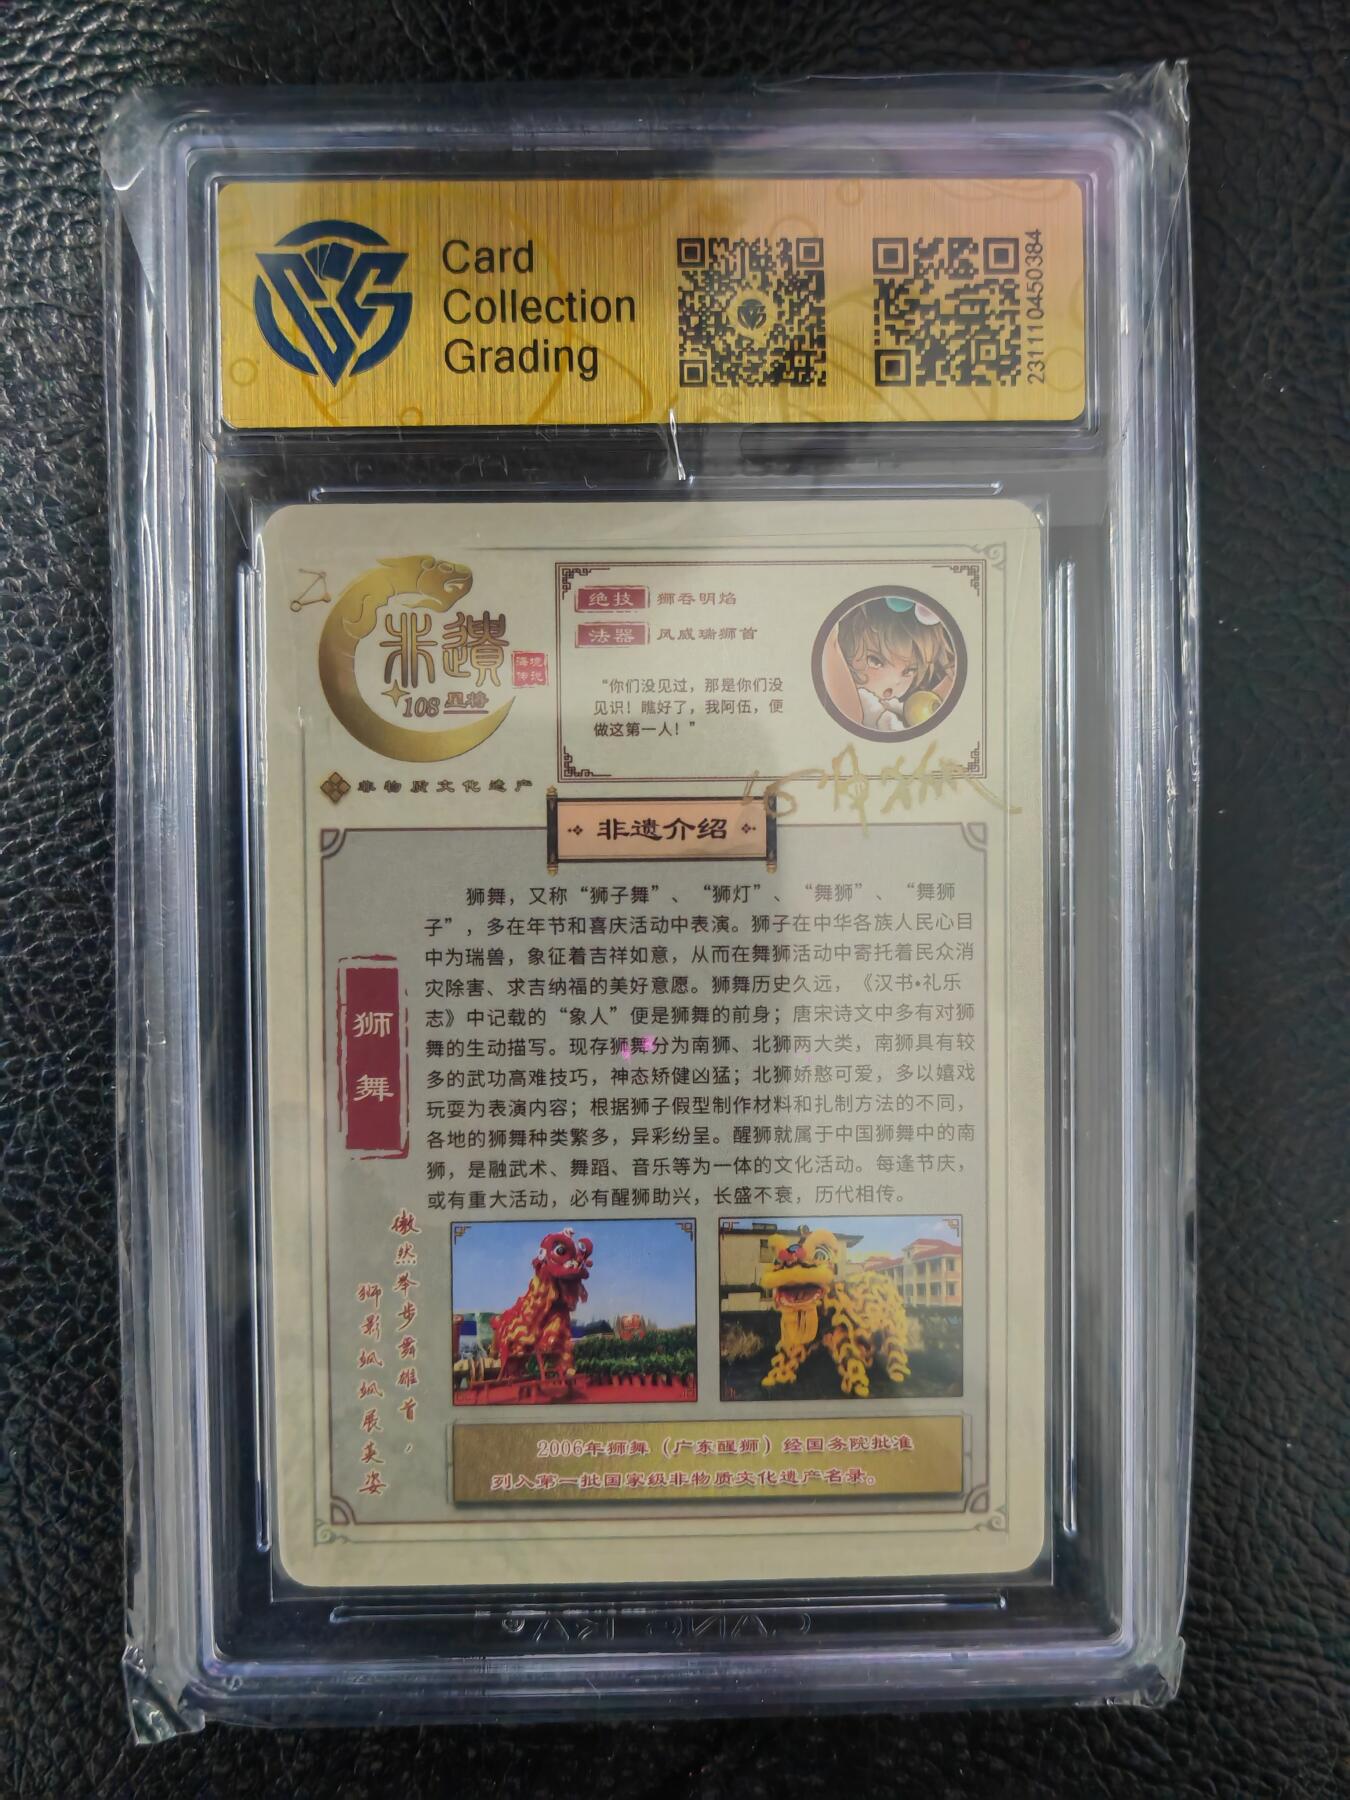 Card
Collection
Grading
2311110450384
非遗
108 星将
海境
传说
非物质文化遗产
绝技 狮吞明焰
法器 风威瑞狮首
“你们没见过，那是你们没
见识！瞧好了，我阿伍，便
做这第一人！”
非遗介绍
狮舞
狮舞，又称“狮子舞”、“狮灯”、“舞狮”、“舞狮
子”，多在年节和喜庆活动中表演。狮子在中华各族人民心目
中为瑞兽，象征着吉祥如意，从而在舞狮活动中寄托着民众消
灾除害、求吉纳福的美好意愿。狮舞历史久远，《汉书•礼乐
志》中记载的“象人”便是狮舞的前身；唐宋诗文中多有对狮
舞的生动描写。现存狮舞分为南狮、北狮两大类，南狮具有较
多的武功高难技巧，神态矫健凶猛；北狮娇憨可爱，多以嬉戏
玩耍为表演内容；根据狮子假型制作材料和扎制方法的不同，
各地的狮舞种类繁多，异彩纷呈。醒狮就属于中国狮舞中的南
狮，是融武术、舞蹈、音乐等为一体的文化活动。每逢节庆，
或有重大活动，必有醒狮助兴，长盛不衰，历代相传。
傲然举步舞雄首，
狮影飒飒展英姿
2006年狮舞（广东醒狮）经国务院批准
列入第一批国家级非物质文化遗产名录。